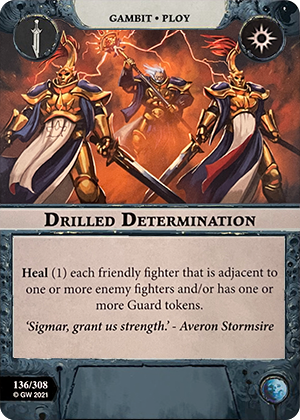 GAMBIT • PLOY
DRILLED DETERMINATION
Heal (1) each friendly fighter that is adjacent to
one or more enemy fighters and/or has one or
more Guard tokens.
'Sigmar, grant us strength.' - Averon Stormsire
136/308
© GW 2021